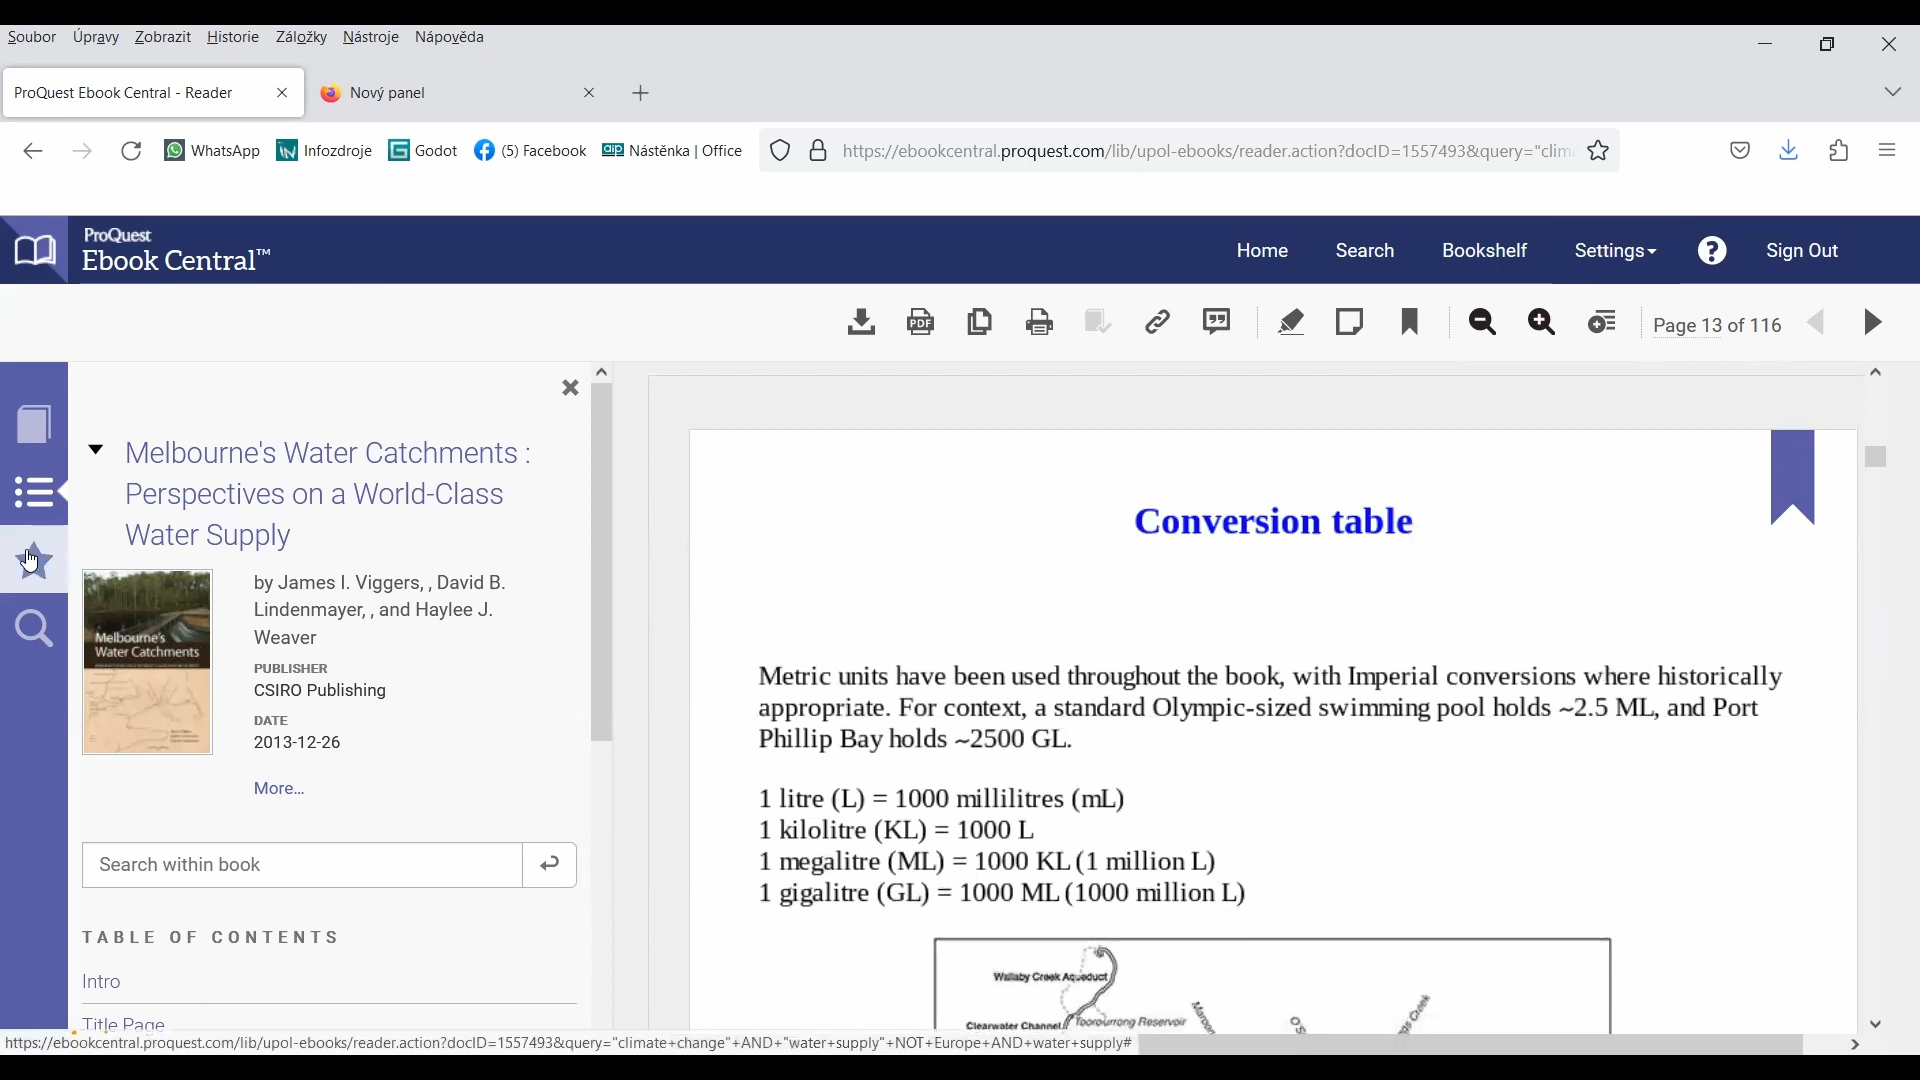 Soubor Úpravy Zobrazit Historie Záložky Nástroje Nápověda
ProQuest Ebook Central - Reader
Nový panel
WhatsApp Infozdroje Godot (5) Facebook Nástěnka | Office
https://ebookcentral.proquest.com/lib/upol-ebooks/reader.action?docID=1557493&query="clim
ProQuest
Ebook Central™
Home Search Bookshelf Settings ? Sign Out
PDF
Page 13 of 116
Melbourne's Water Catchments :
Perspectives on a World-Class
Water Supply
Melbourne's
Water Catchments
by James I. Viggers, , David B.
Lindenmayer, , and Haylee J.
Weaver
PUBLISHER
CSIRO Publishing
DATE
2013-12-26
More...
Search within book
TABLE OF CONTENTS
Intro
Title Page
Conversion table
Metric units have been used throughout the book, with Imperial conversions where historically
appropriate. For context, a standard Olympic-sized swimming pool holds ~2.5 ML, and Port
Phillip Bay holds ~2500 GL.
1 litre (L) = 1000 millilitres (mL)
1 kilolitre (KL) = 1000 L
1 megalitre (ML) = 1000 KL (1 million L)
1 gigalitre (GL) = 1000 ML (1000 million L)
Wallaby Creek Aqueduct
Clearwater Channel
Toorourrong Reservoir
https://ebookcentral.proquest.com/lib/upol-ebooks/reader.action?docID=1557493&query="climate+change"+AND+"water+supply"+NOT+Europe+AND+water+supply#